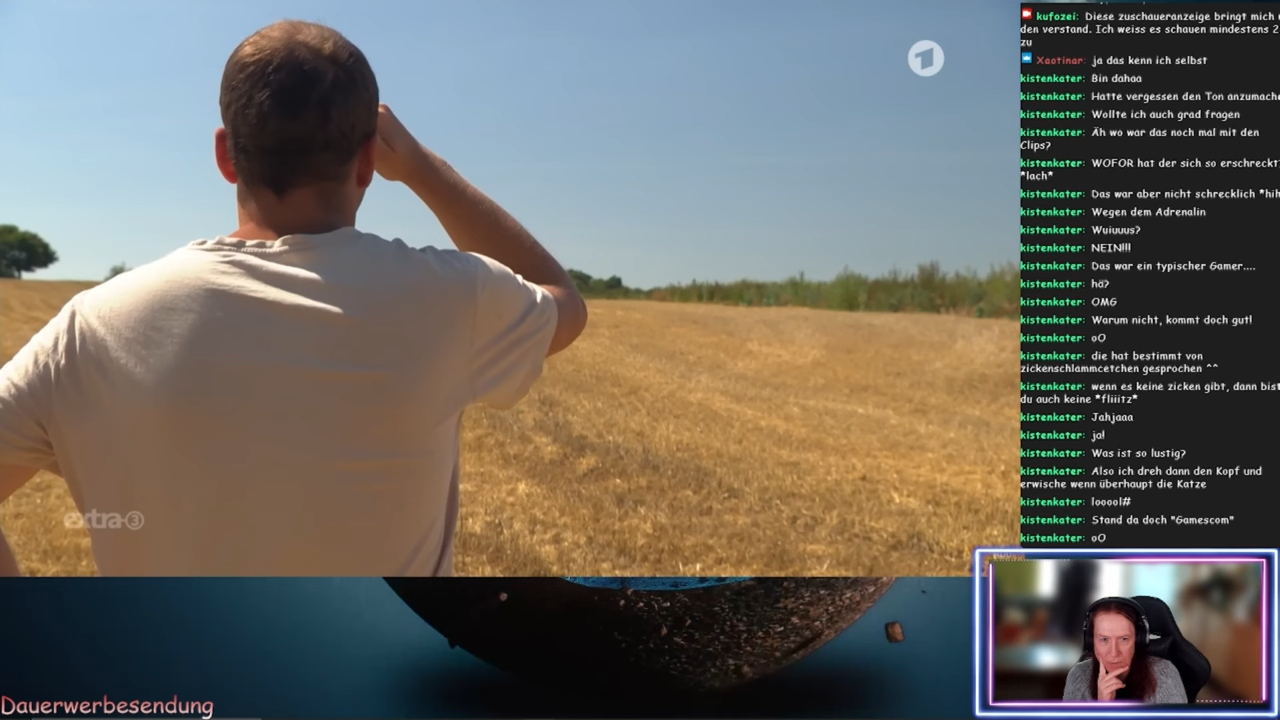 kufozei: Diese zuschaueranzeige bringt mich
den verstand. Ich weiss es schauen mindestens 2
zu
Xaotinar: ja das kenn ich selbst
kistenkater: Bin dahaa
kistenkater: Hatte vergessen den Ton anzumach
kistenkater: Wollte ich auch grad fragen
kistenkater: Äh wo war das noch mal mit den
Clips?
kistenkater: WOFOR hat der sich so erschreckt
*lach*
kistenkater: Das war aber nicht schrecklich *hih
kistenkater: Wegen dem Adrenalin
kistenkater: Wuiuuus?
kistenkater: NEIN!!!
kistenkater: Das war ein typischer Gamer....
kistenkater: hä?
kistenkater: OMG
kistenkater: Warum nicht, kommt doch gut!
kistenkater: oO
kistenkater: die hat bestimmt von
zickenschlammcetchen gesprochen ^^
kistenkater: wenn es keine zicken gibt, dann bist
du auch keine *fliiitz*
kistenkater: Jahjaaa
kistenkater: ja!
kistenkater: Was ist so lustig?
kistenkater: Also ich dreh dann den Kopf und
erwische wenn überhaupt die Katze
kistenkater: looool#
kistenkater: Stand da doch "Gamescom"
kistenkater: oO
extra 3
Dauerwerbesendung